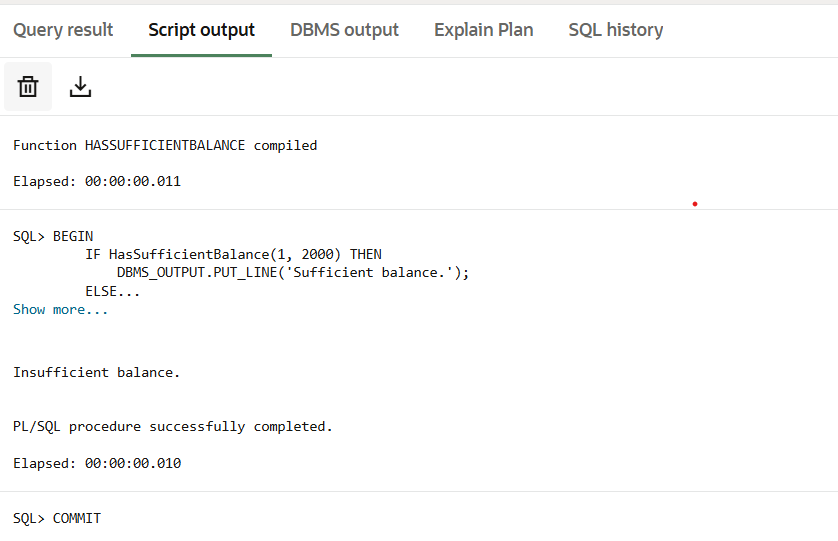 Query result Script output DBMS output Explain Plan SQL history
Function HASSUFFICIENTBALANCE compiled
Elapsed: 00:00:00.011
SQL> BEGIN
IF HasSufficientBalance(1, 2000) THEN
DBMS_OUTPUT.PUT_LINE('Sufficient balance.');
ELSE...
Show more...
Insufficient balance.
PL/SQL procedure successfully completed.
Elapsed: 00:00:00.010
SQL> COMMIT